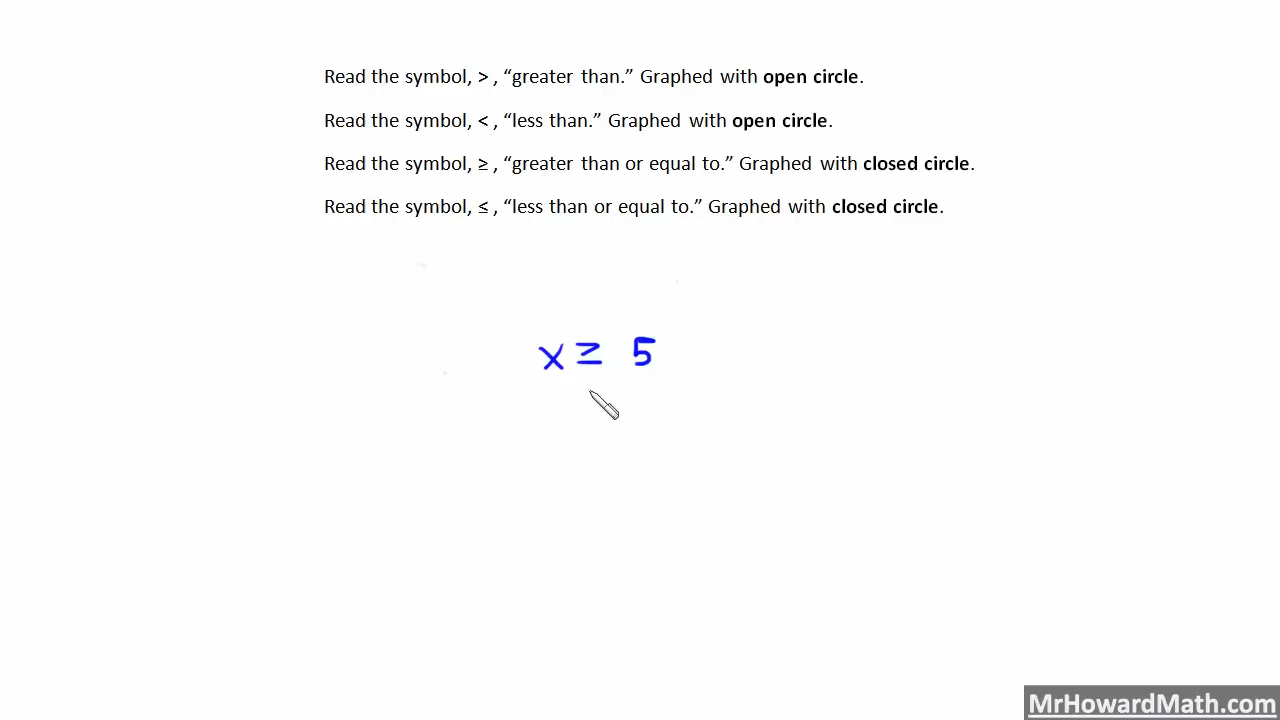 Read the symbol, > , “greater than.” Graphed with open circle.
Read the symbol, < , “less than.” Graphed with open circle.
Read the symbol, ≥ , “greater than or equal to.” Graphed with closed circle.
Read the symbol, ≤ , “less than or equal to.” Graphed with closed circle.
x ≥ 5
MrHowardMath.com